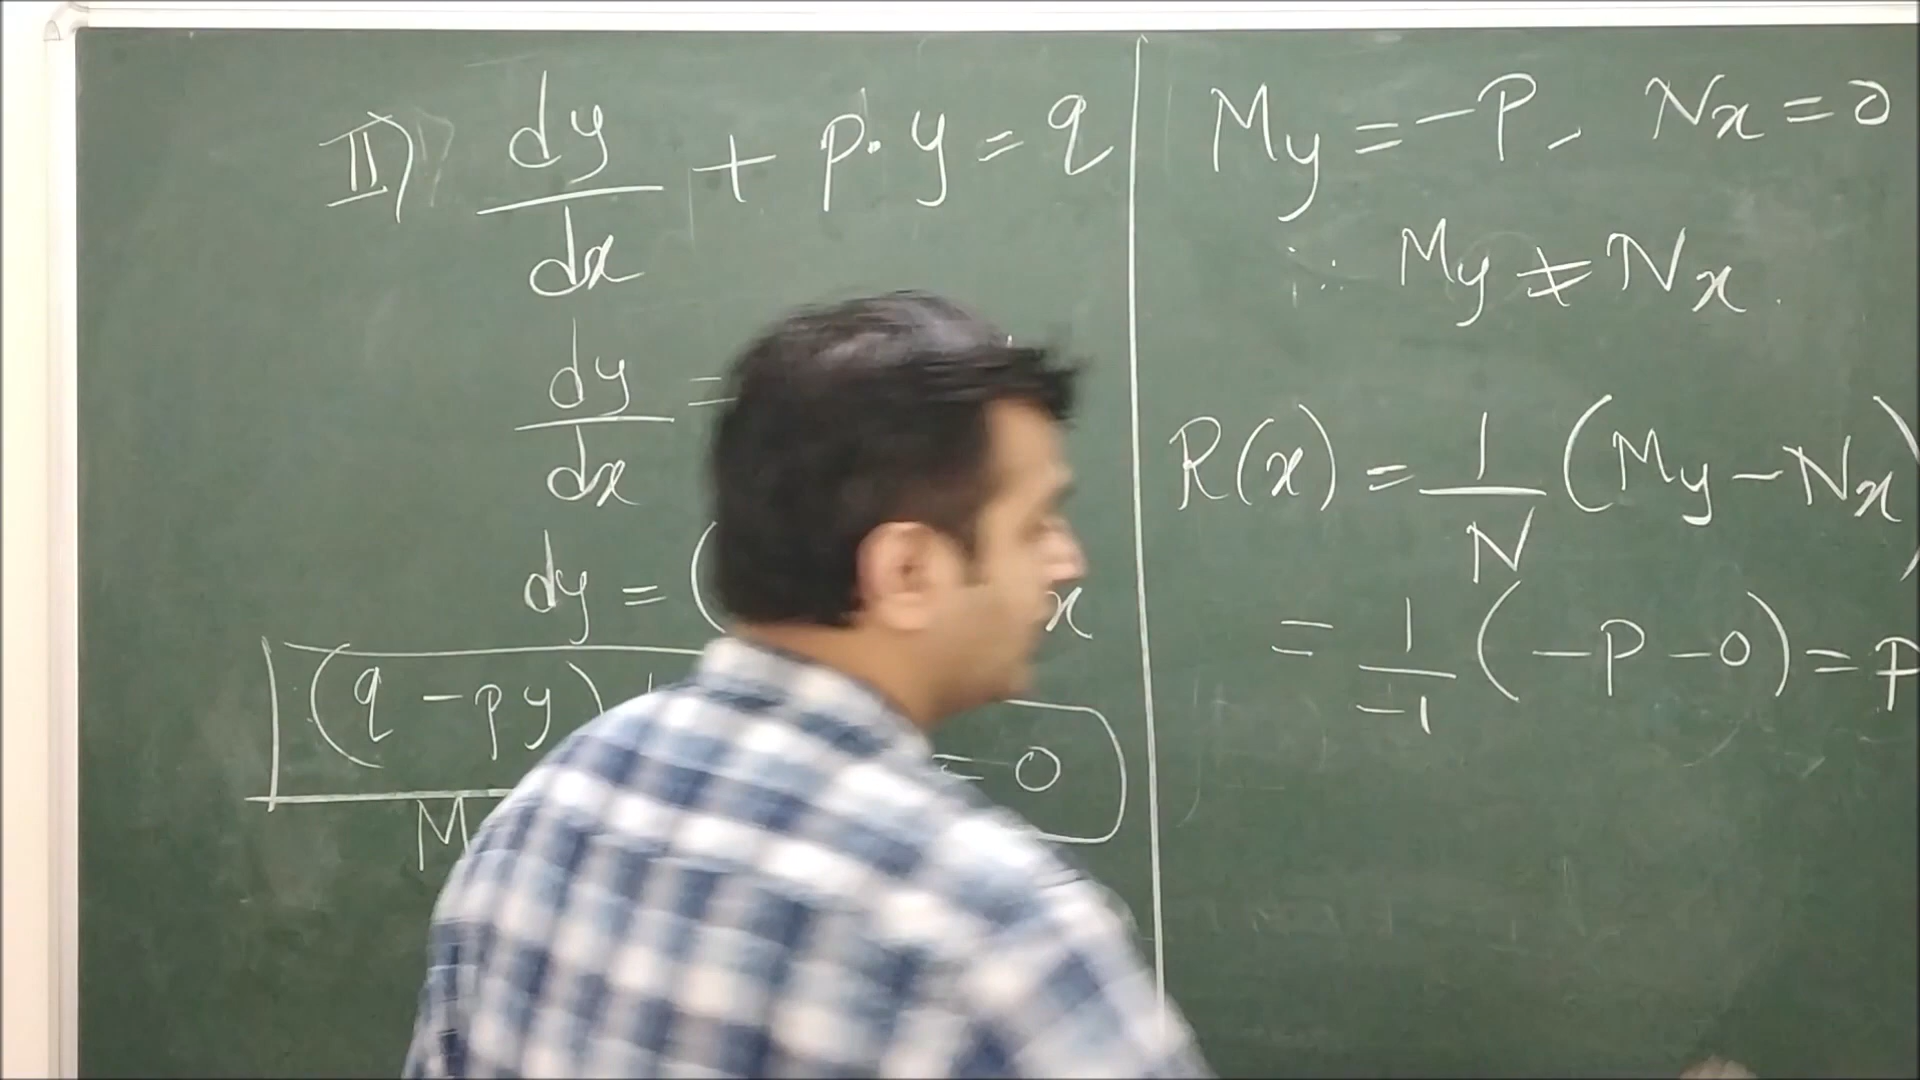 II) dy/dx + p·y = q
dy/dx =
dy = ( x
(q - py) = 0
M
My = -P, Nx = 0
∴ My ≠ Nx.
R(x) = 1/N (My - Nx)
= 1/-1 (-P - 0) = P